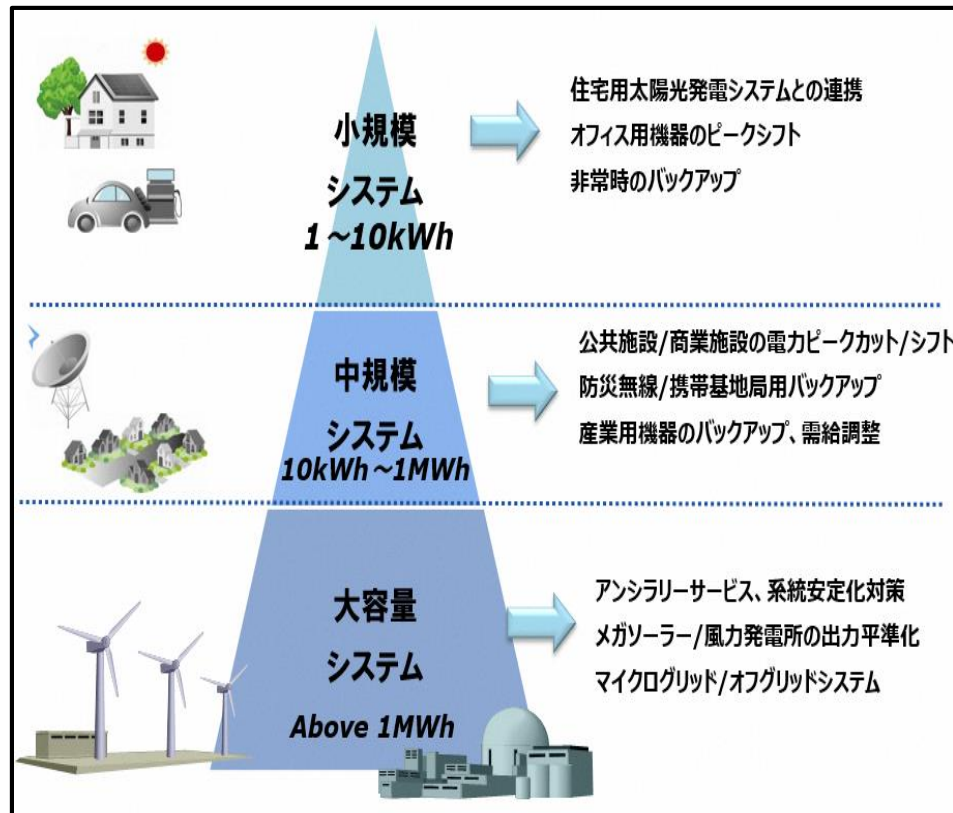 小規模
システム
1～10kWh
住宅用太陽光発電システムとの連携
オフィス用機器のピークシフト
非常時のバックアップ
中規模
システム
10kWh～1MWh
公共施設/商業施設の電力ピークカット/シフト
防災無線/携帯基地局用バックアップ
産業用機器のバックアップ、需給調整
大容量
システム
Above 1MWh
アンシラリーサービス、系統安定化対策
メガソーラー/風力発電所の出力平準化
マイクログリッド/オフグリッドシステム